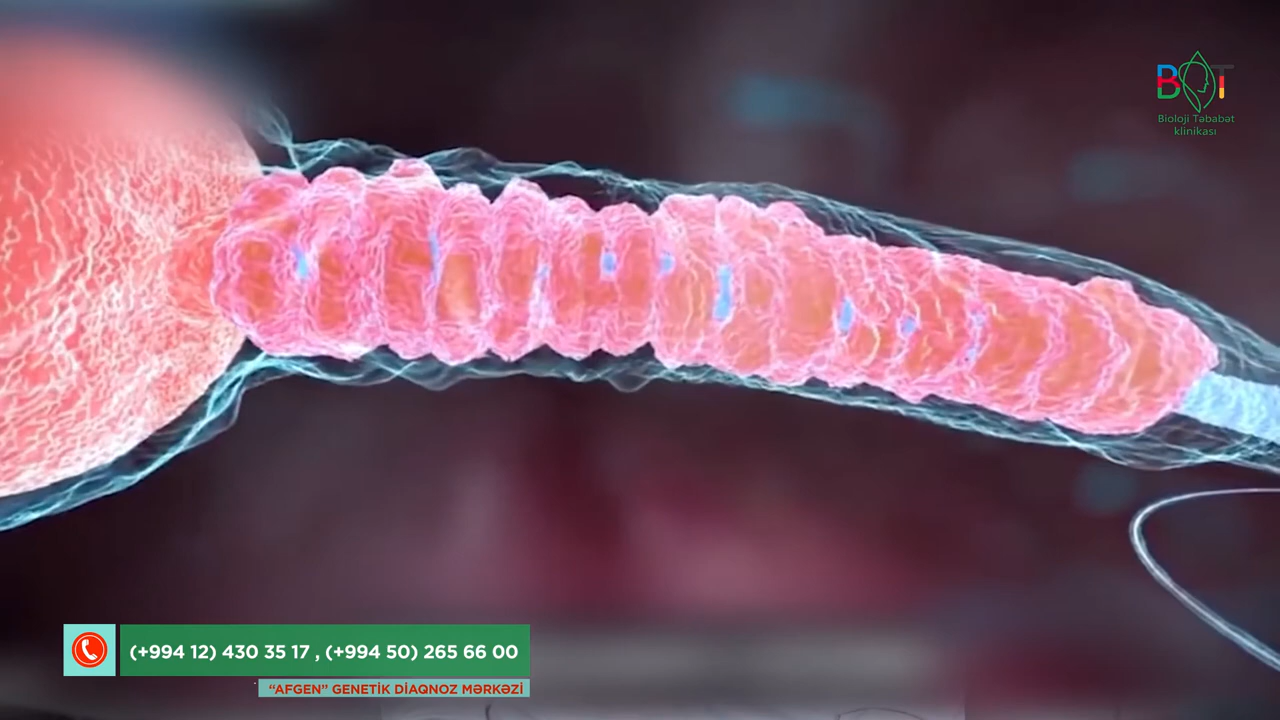 BOT
Bioloji Təbabət
klinikası
(+994 12) 430 35 17 , (+994 50) 265 66 00
“AFGEN” GENETİK DİAQNOZ MƏRKƏZİ